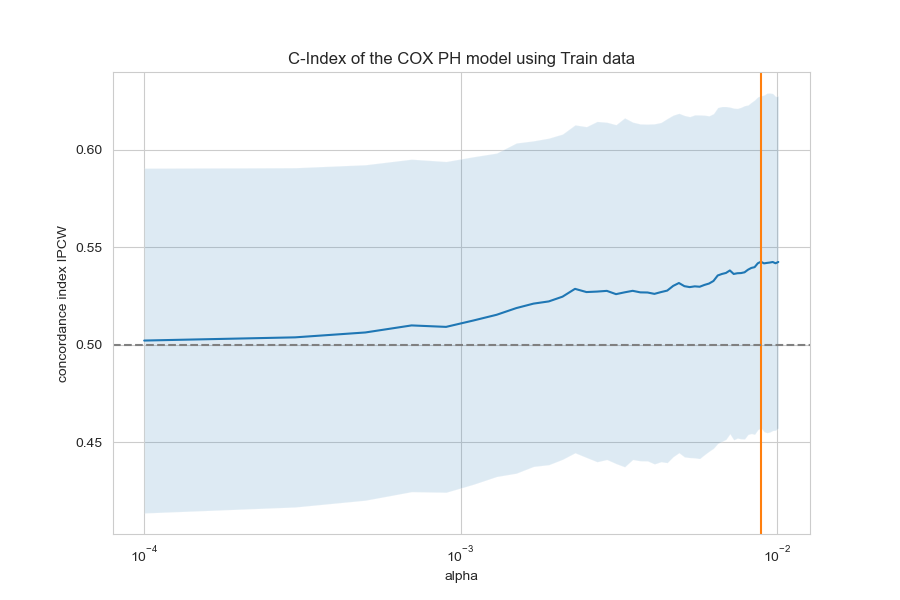 C-Index of the COX PH model using Train data
concordance index IPCW
0.60
0.55
0.50
0.45
10⁻⁴
10⁻³
10⁻²
alpha